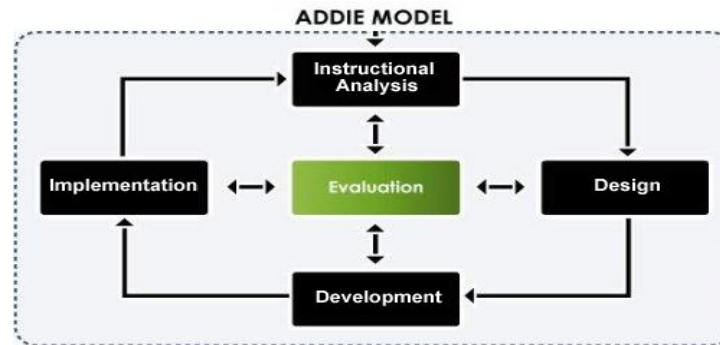 ADDIE MODEL
Instructional
Analysis
Implementation
Evaluation
Design
Development